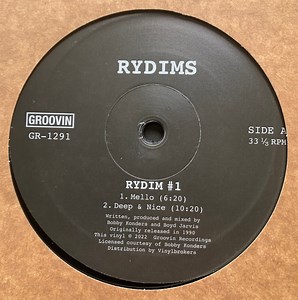 RYDIMS
GROOVIN
GR-1291
SIDE A
33 ⅓ RPM
RYDIM #1
1. Mello (6:20)
2. Deep & Nice (10:20)
Written, produced and mixed by
Bobby Konders and Boyd Jarvis
Originally released in 1990
This vinyl © 2022 Groovin Recordings
Licensed courtesy of Bobby Konders
Distribution by Vinylbrokers